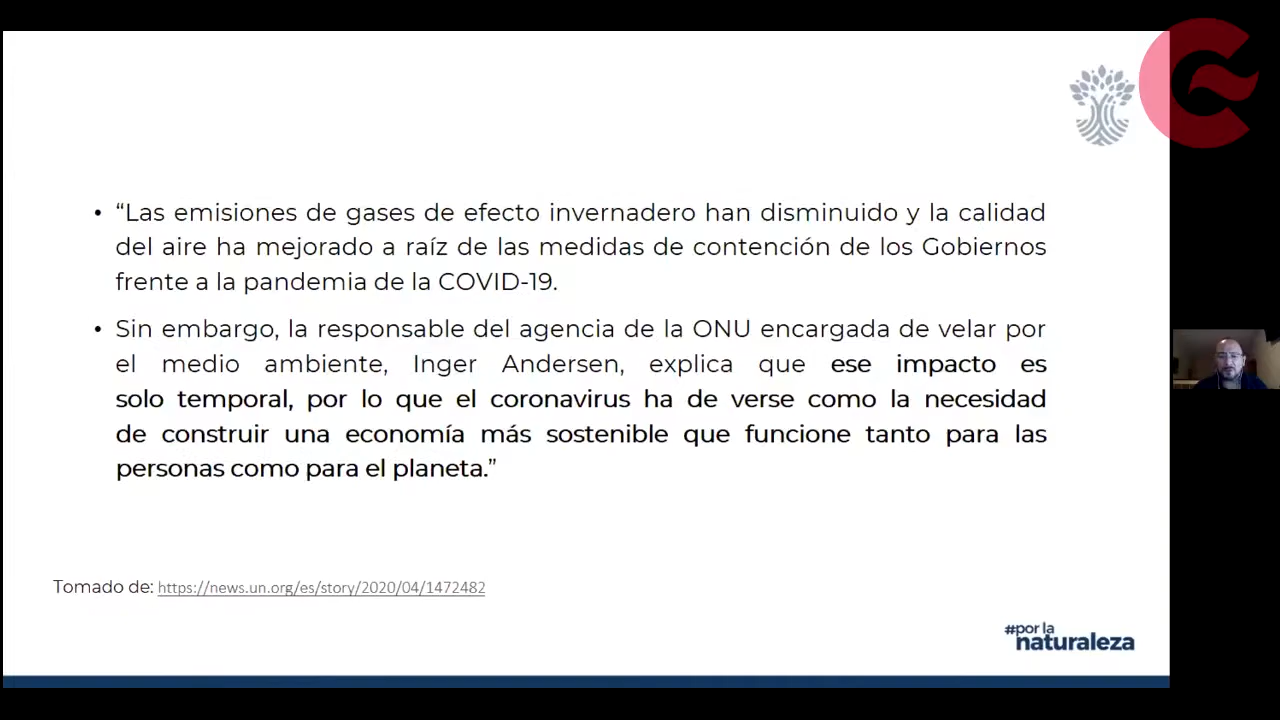 • “Las emisiones de gases de efecto invernadero han disminuido y la calidad
del aire ha mejorado a raíz de las medidas de contención de los Gobiernos
frente a la pandemia de la COVID-19.
• Sin embargo, la responsable del agencia de la ONU encargada de velar por
el medio ambiente, Inger Andersen, explica que ese impacto es
solo temporal, por lo que el coronavirus ha de verse como la necesidad
de construir una economía más sostenible que funcione tanto para las
personas como para el planeta.”
Tomado de: https://news.un.org/es/story/2020/04/1472482
#por la
naturaleza